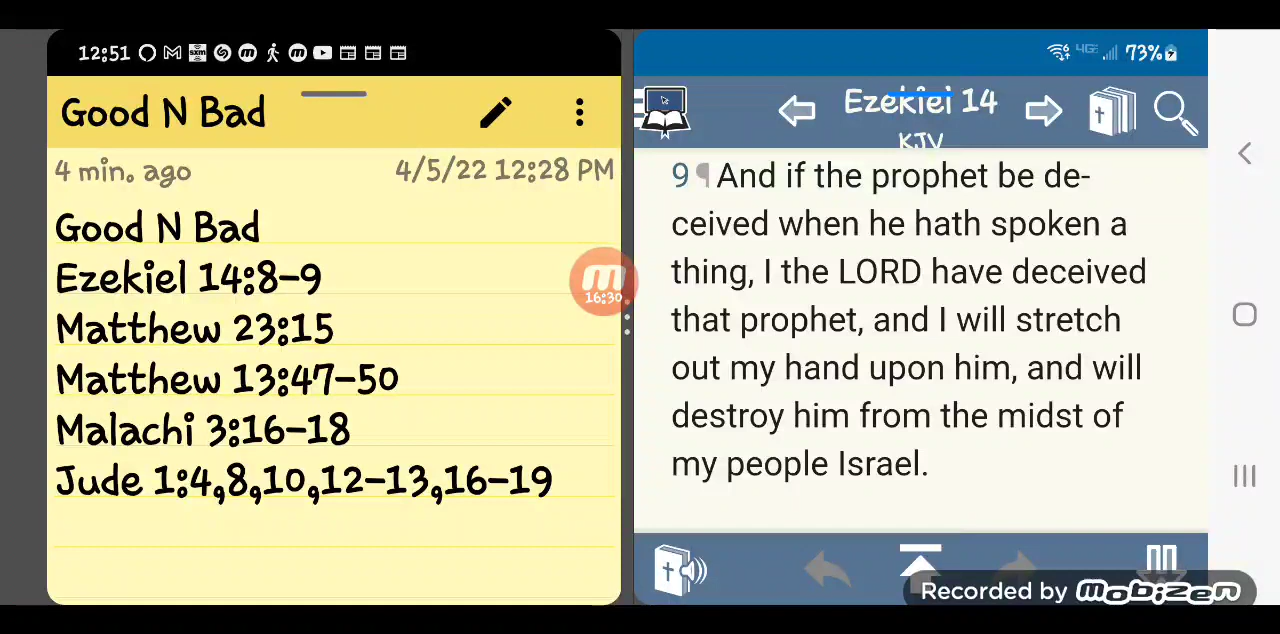 12:51
Good N Bad
4 min. ago 4/5/22 12:28 PM
Good N Bad
Ezekiel 14:8-9
Matthew 23:15
Matthew 13:47-50
Malachi 3:16-18
Jude 1:4,8,10,12-13,16-19
16:30
4G 73%
Ezekiel 14
KJV
9 ¶ And if the prophet be de-
ceived when he hath spoken a
thing, I the LORD have deceived
that prophet, and I will stretch
out my hand upon him, and will
destroy him from the midst of
my people Israel.
Recorded by mobizen